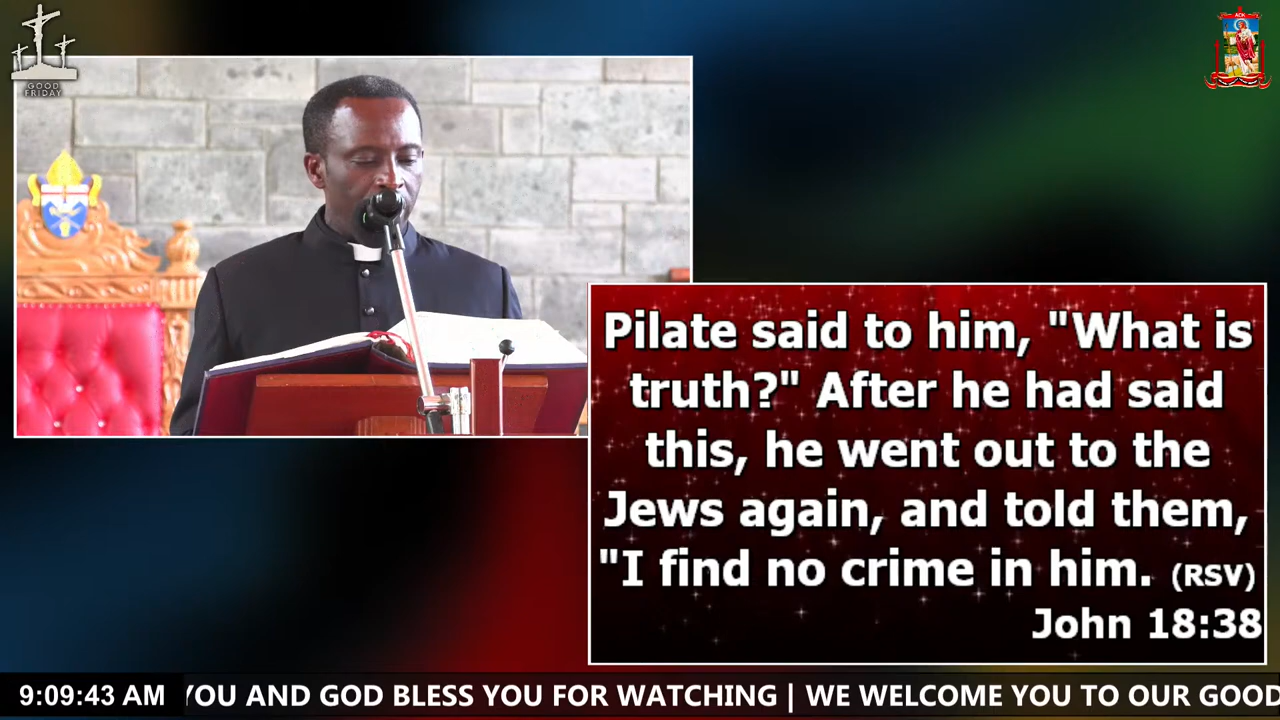 GOOD
FRIDAY
ACK
Pilate said to him, "What is
truth?" After he had said
this, he went out to the
Jews again, and told them,
"I find no crime in him. (RSV)
John 18:38
9:09:43 AM YOU AND GOD BLESS YOU FOR WATCHING | WE WELCOME YOU TO OUR GOOD